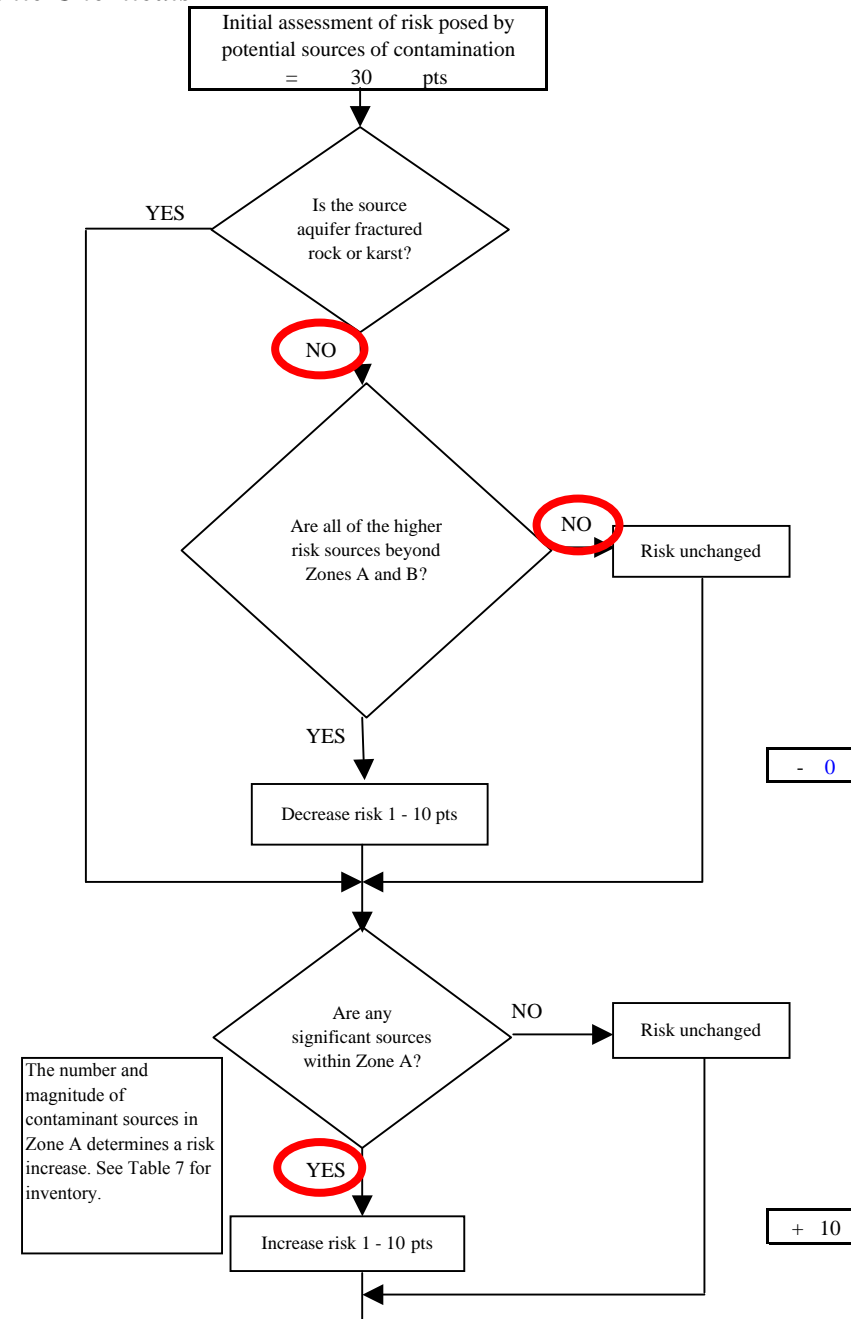 Initial assessment of risk posed by
potential sources of contamination
= 30 pts
YES
Is the source
aquifer fractured
rock or karst?
NO
Are all of the higher
risk sources beyond
Zones A and B?
NO
Risk unchanged
YES
- 0
Decrease risk 1 - 10 pts
Are any
significant sources
within Zone A?
NO
Risk unchanged
The number and
magnitude of
contaminant sources in
Zone A determines a risk
increase. See Table 7 for
inventory.
YES
+ 10
Increase risk 1 - 10 pts